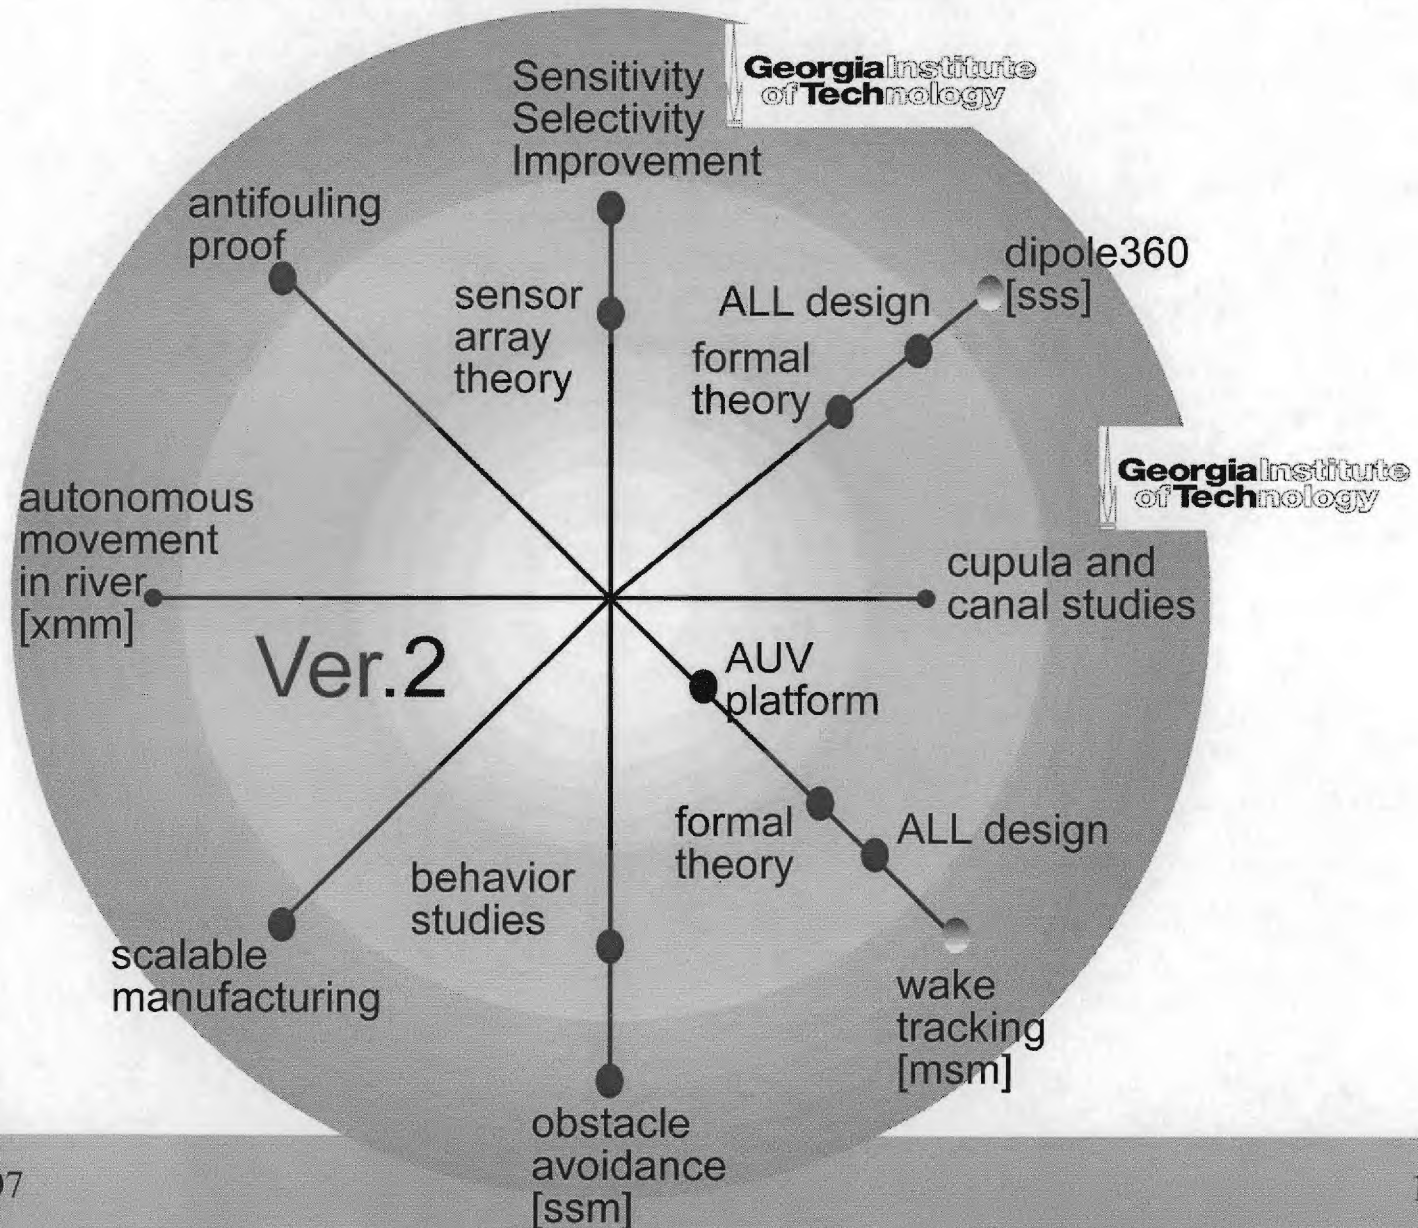 Georgia Institute
of Technology
Sensitivity
Selectivity
Improvement
antifouling
proof
dipole360
[sss]
sensor
array
theory
ALL design
formal
theory
Georgia Institute
of Technology
autonomous
movement
in river
[xmm]
cupula and
canal studies
Ver.2
AUV
platform
formal
theory
ALL design
behavior
studies
scalable
manufacturing
wake
tracking
[msm]
obstacle
avoidance
[ssm]